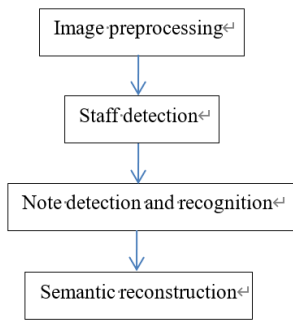 Image preprocessing
Staff detection
Note detection and recognition
Semantic reconstruction